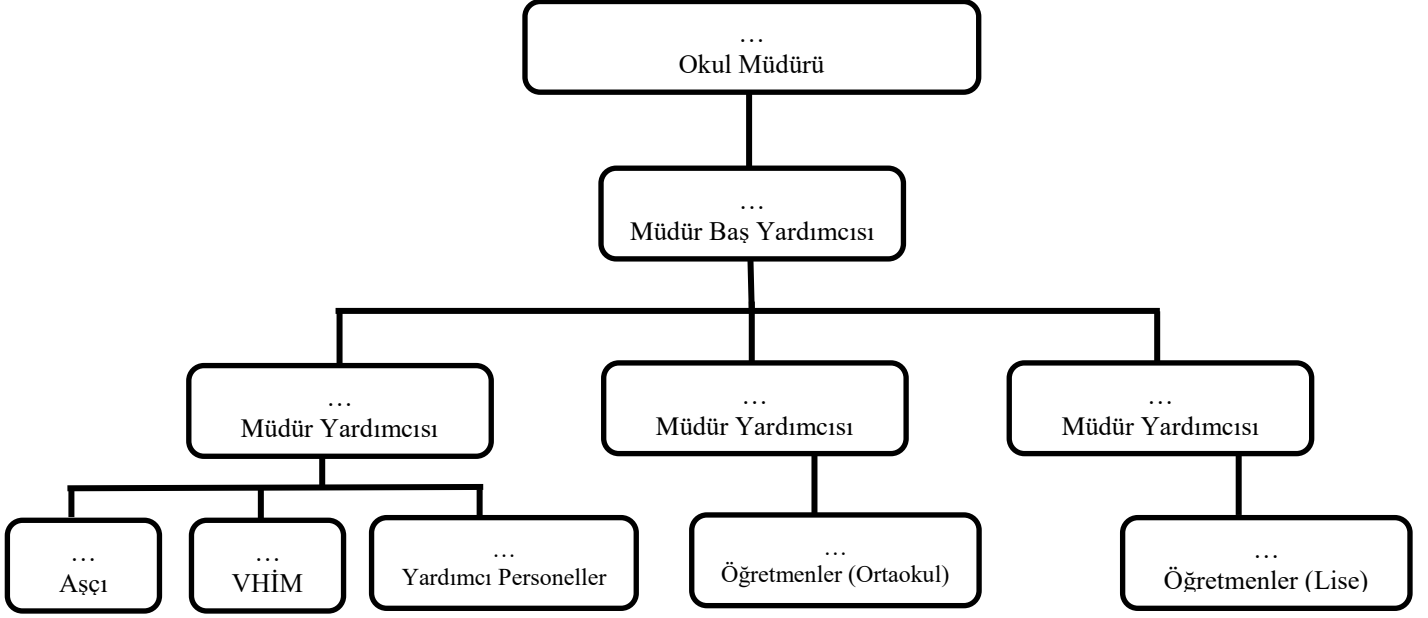 …
Okul Müdürü
…
Müdür Baş Yardımcısı
…
Müdür Yardımcısı
…
Müdür Yardımcısı
…
Müdür Yardımcısı
…
Aşçı
…
VHİM
…
Yardımcı Personeller
…
Öğretmenler (Ortaokul)
…
Öğretmenler (Lise)